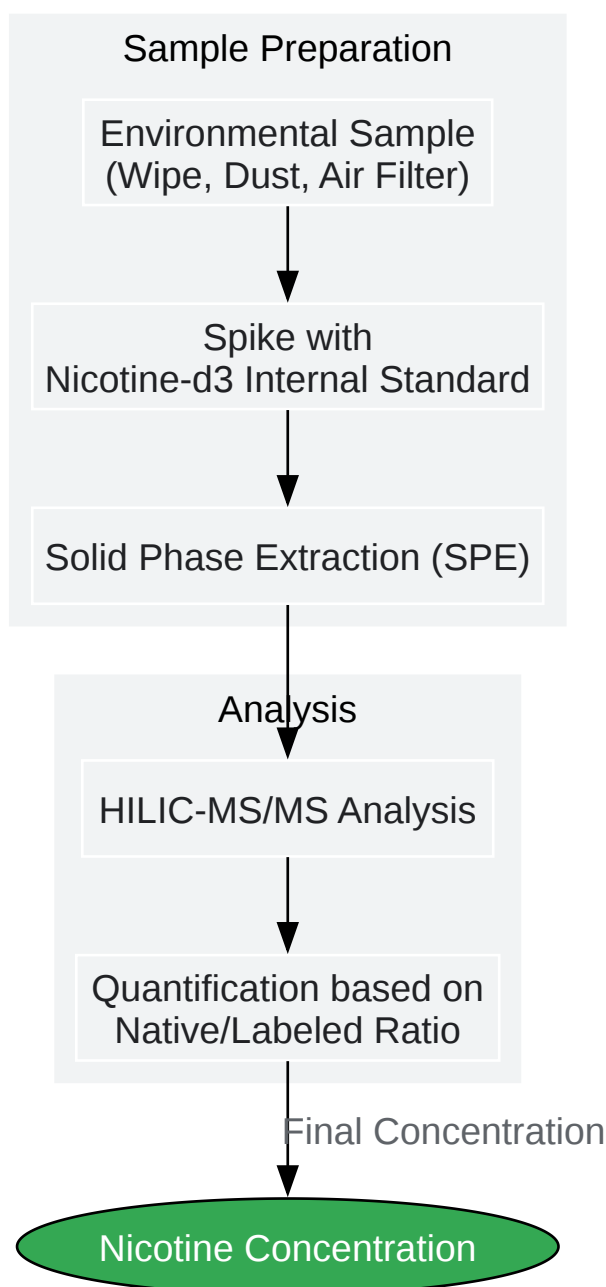 Sample Preparation
Environmental Sample
(Wipe, Dust, Air Filter)
Spike with
Nicotine-d3 Internal Standard
Solid Phase Extraction (SPE)
Analysis
HILIC-MS/MS Analysis
Quantification based on
Native/Labeled Ratio
Final Concentration
Nicotine Concentration